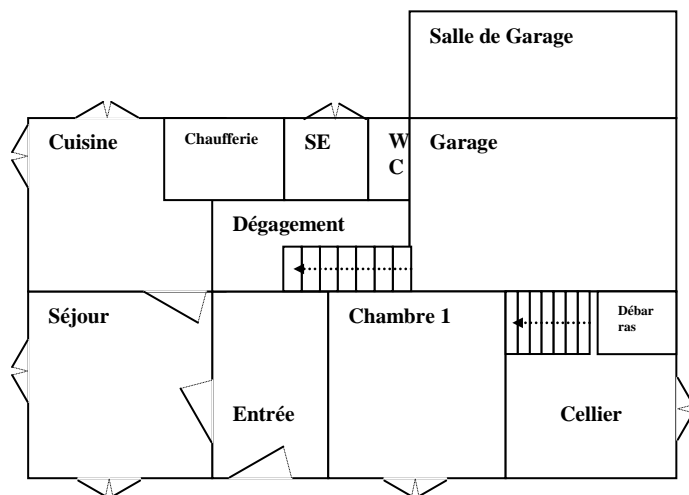 Salle de Garage
Cuisine
Chaufferie
SE
W
C
Garage
Dégagement
Séjour
Chambre 1
Débar
ras
Entrée
Cellier